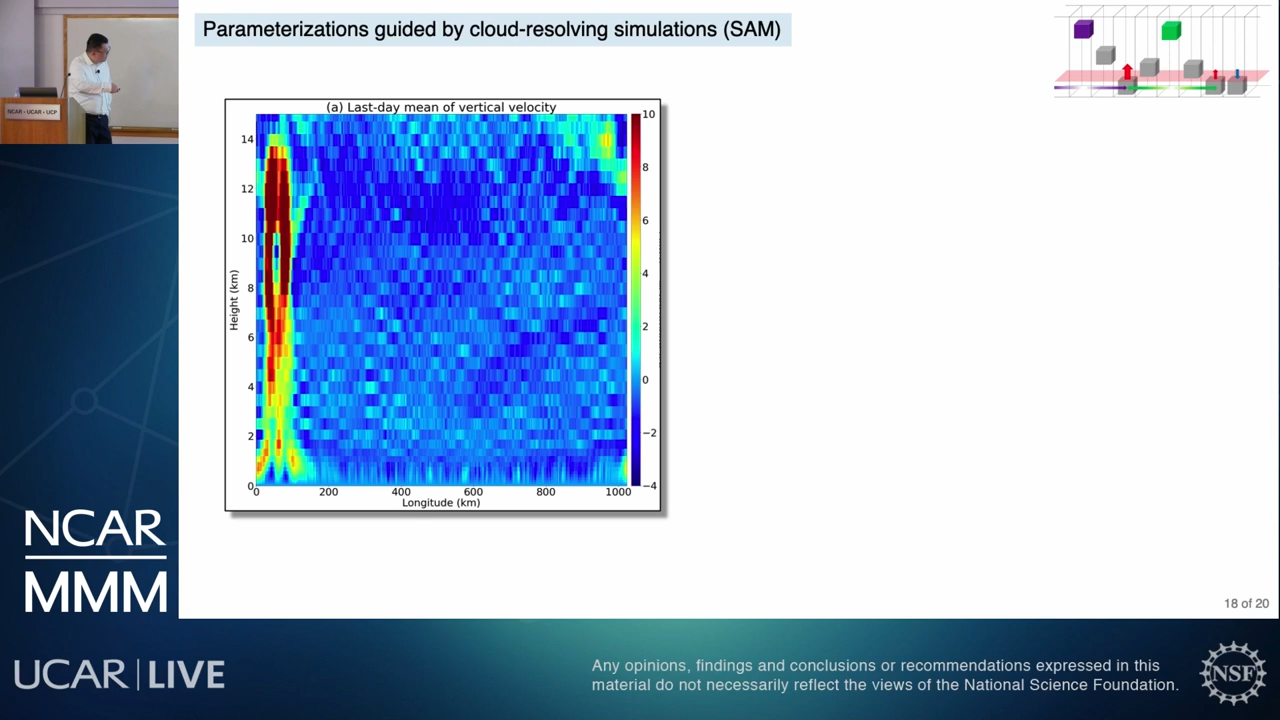 Parameterizations guided by cloud-resolving simulations (SAM)
NCAR • UCAR • UCP
(a) Last-day mean of vertical velocity
14
12
10
8
6
4
2
0
Height (km)
0 200 400 600 800 1000
Longitude (km)
10
8
6
4
2
0
−2
−4
18 of 20
NCAR
MMM
UCAR | LIVE
Any opinions, findings and conclusions or recommendations expressed in this
material do not necessarily reflect the views of the National Science Foundation.
NSF